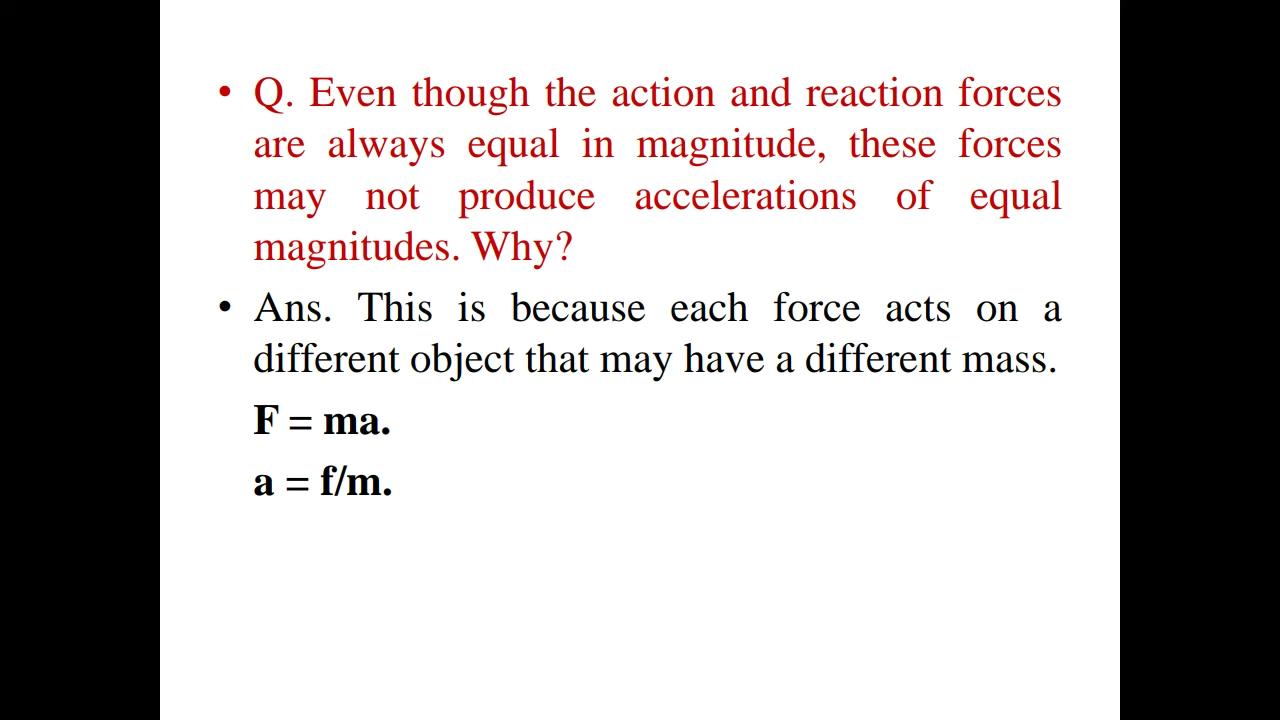 • Q. Even though the action and reaction forces
are always equal in magnitude, these forces
may not produce accelerations of equal
magnitudes. Why?
• Ans. This is because each force acts on a
different object that may have a different mass.
F = ma.
a = f/m.